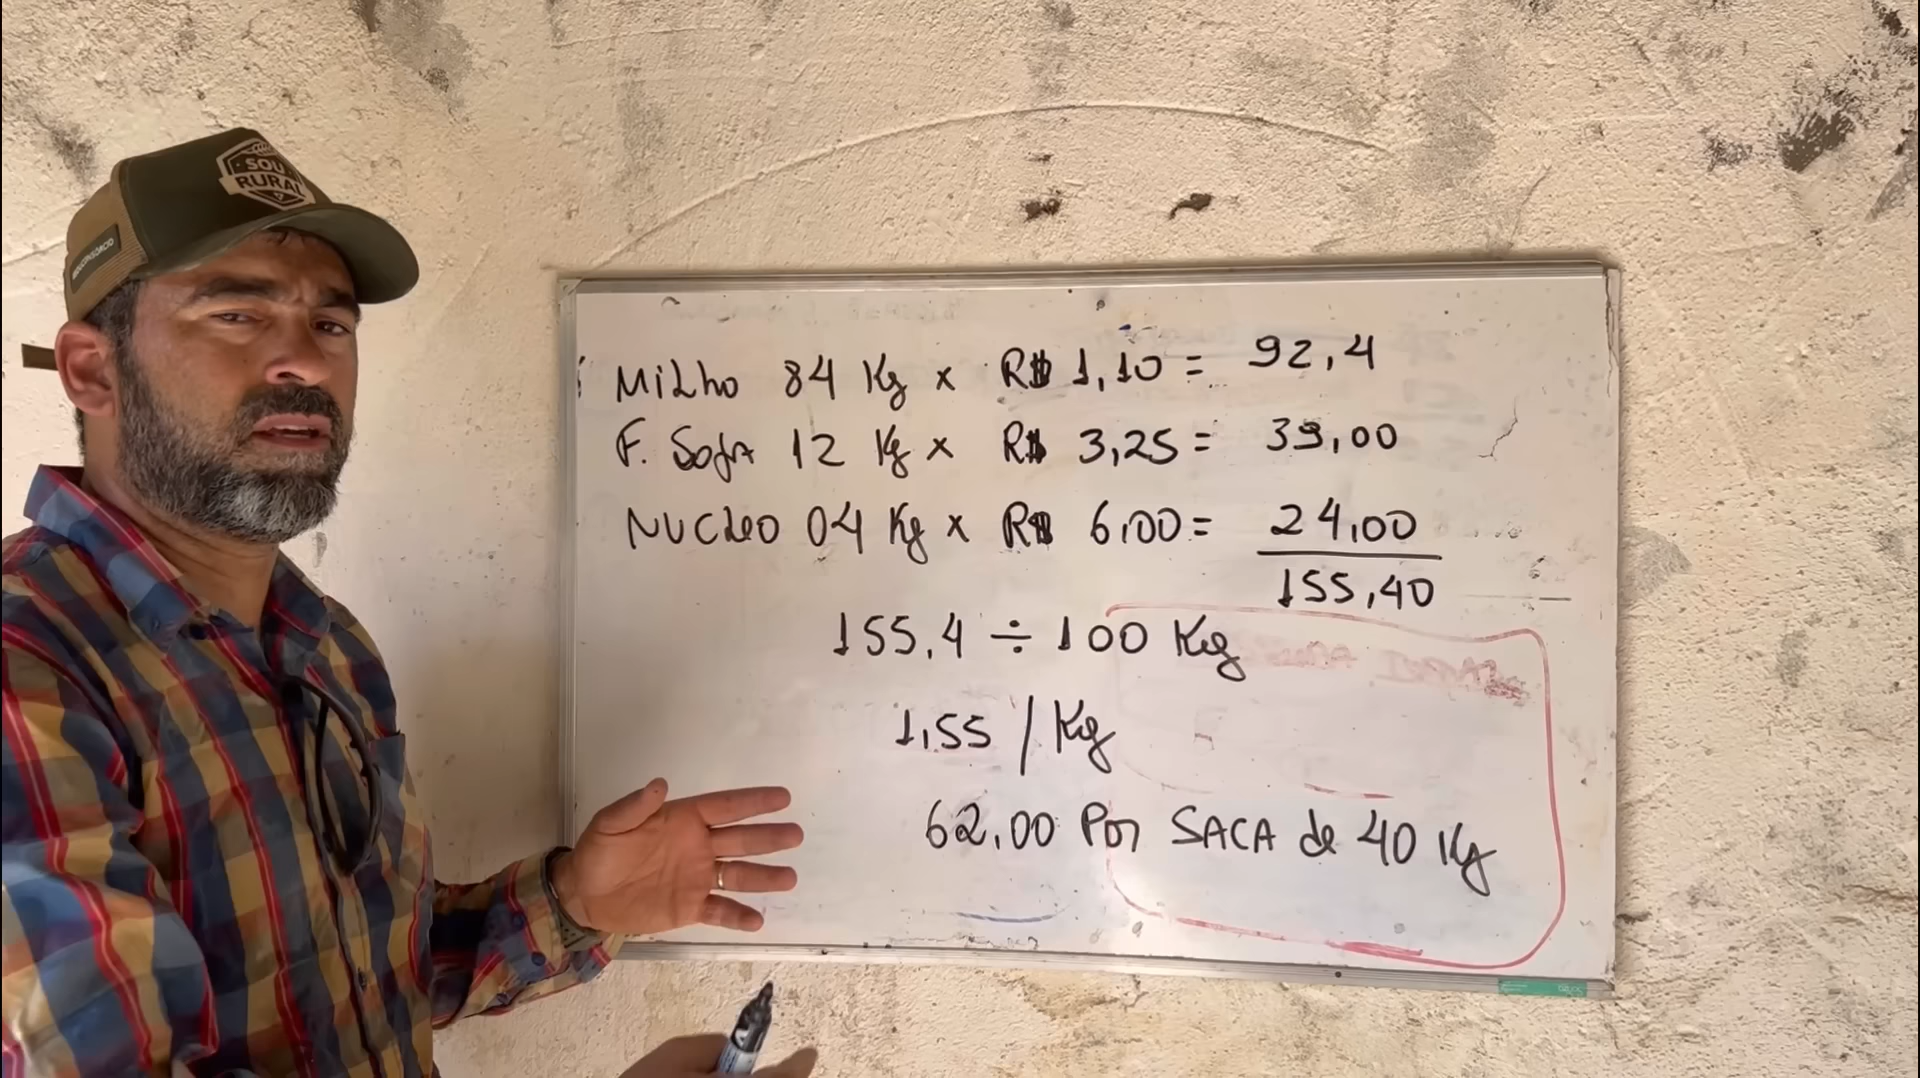 SOU
RURAL
Milho 84 Kg x R$ 1,10 = 92,4
F. Soja 12 Kg x R$ 3,25 = 39,00
Nucleo 04 Kg x R$ 6,00 = 24,00
155,40
155,4 ÷ 100 Kg
1,55 / Kg
62,00 Por SACA de 40 Kg